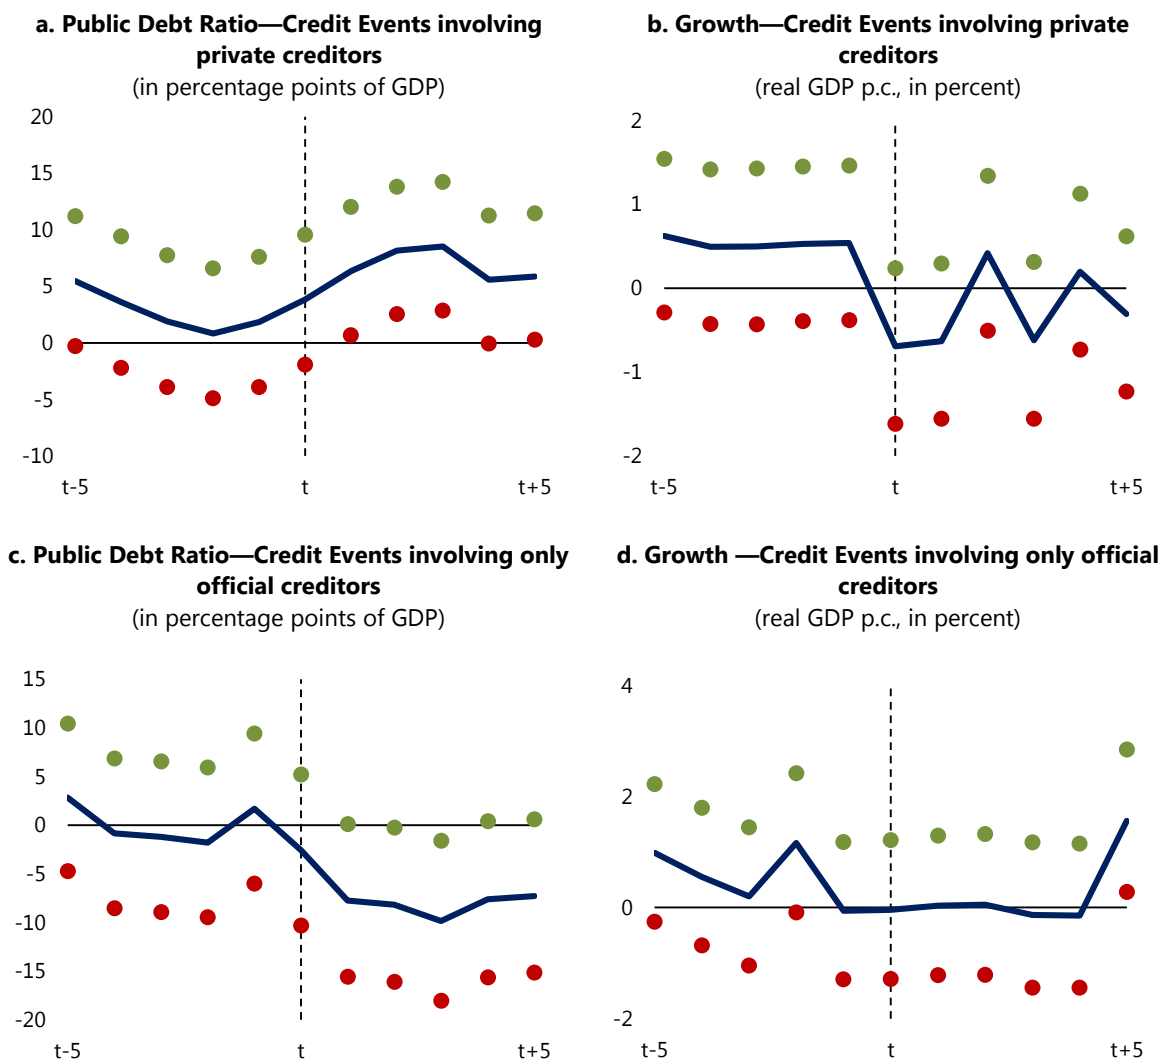 a. Public Debt Ratio—Credit Events involving
private creditors
(in percentage points of GDP)
20
15
10
5
0
-5
-10
t-5
t
t+5
b. Growth—Credit Events involving private
creditors
(real GDP p.c., in percent)
2
1
0
-1
-2
t-5
t
t+5
c. Public Debt Ratio—Credit Events involving only
official creditors
(in percentage points of GDP)
15
10
5
0
-5
-10
-15
-20
t-5
t
t+5
d. Growth —Credit Events involving only official
creditors
(real GDP p.c., in percent)
4
2
0
-2
t-5
t
t+5